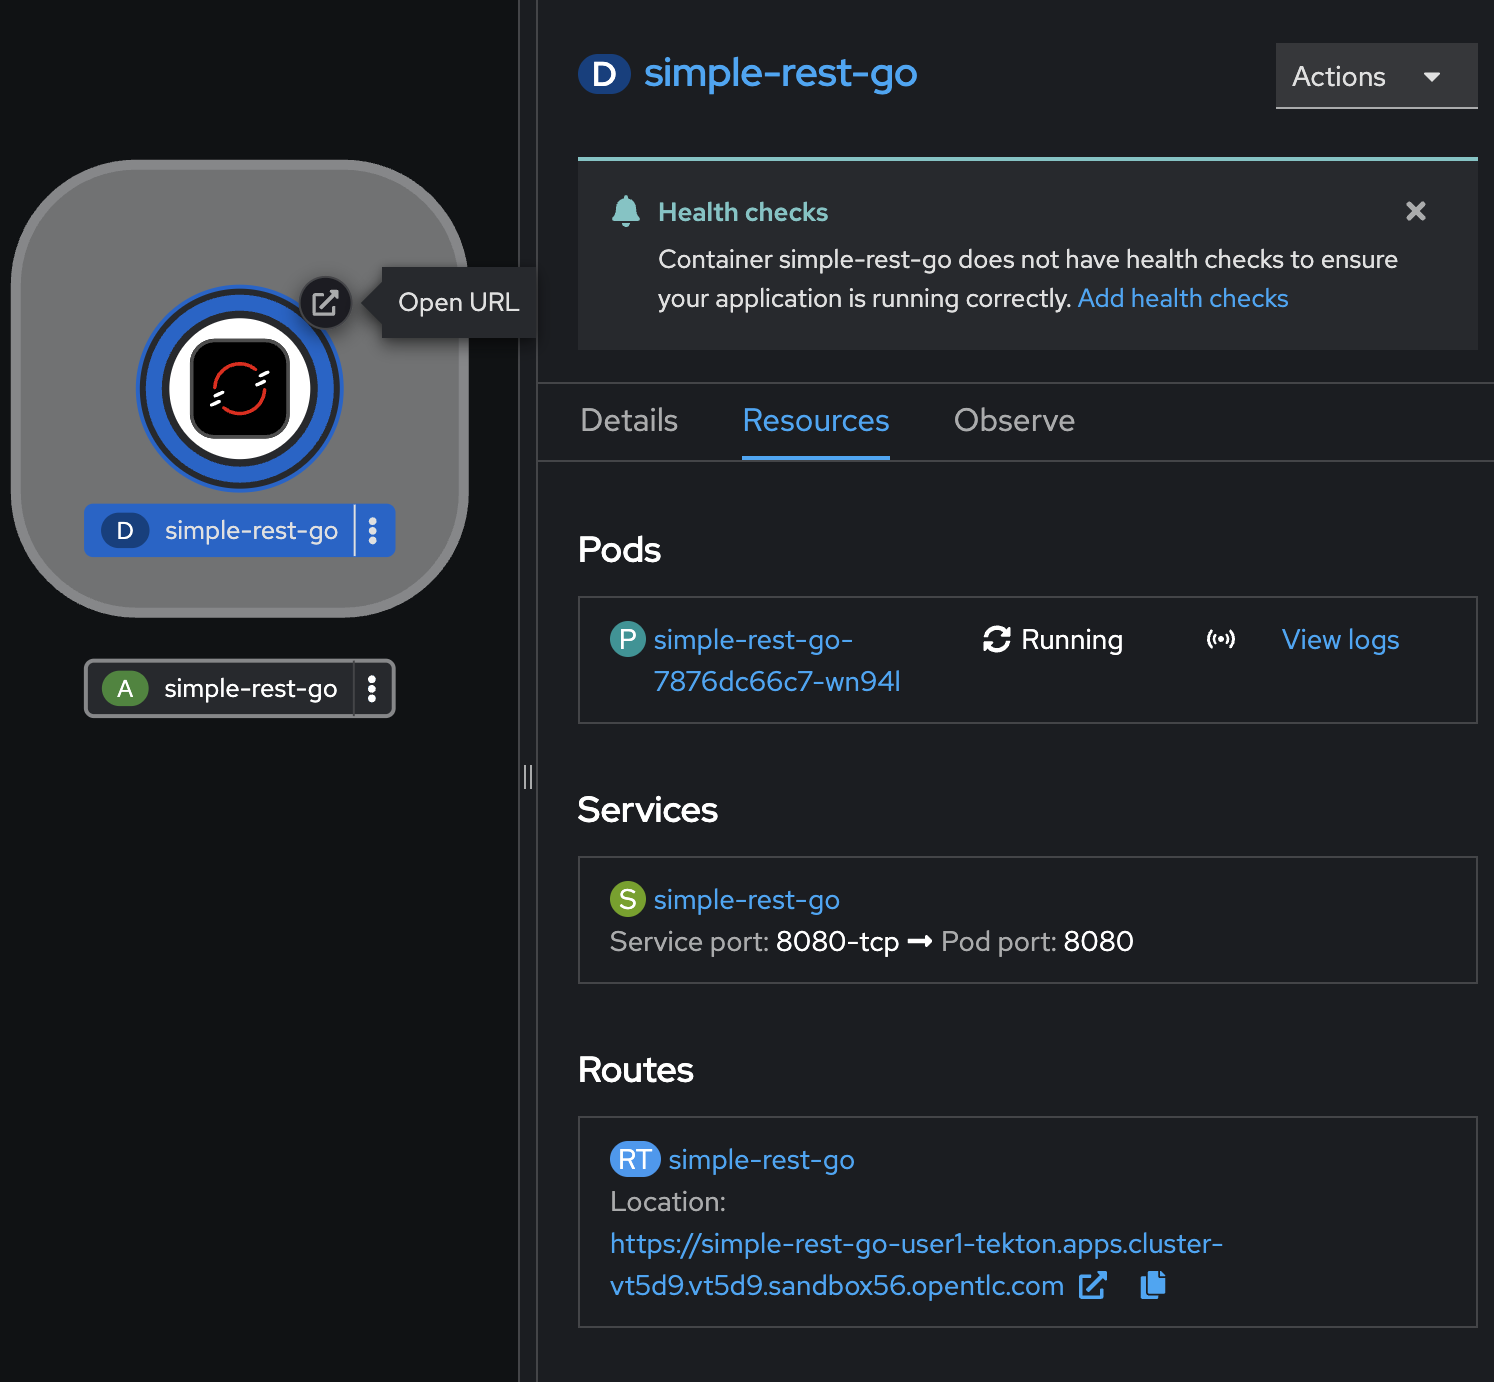 Open URL
D simple-rest-go
A simple-rest-go
D simple-rest-go
Actions
Health checks
Container simple-rest-go does not have health checks to ensure
your application is running correctly. Add health checks
Details Resources Observe
Pods
P simple-rest-go-
7876dc66c7-wn94l
Running
View logs
Services
S simple-rest-go
Service port: 8080-tcp → Pod port: 8080
Routes
RT simple-rest-go
Location:
https://simple-rest-go-user1-tekton.apps.cluster-
vt5d9.vt5d9.sandbox56.opentlc.com